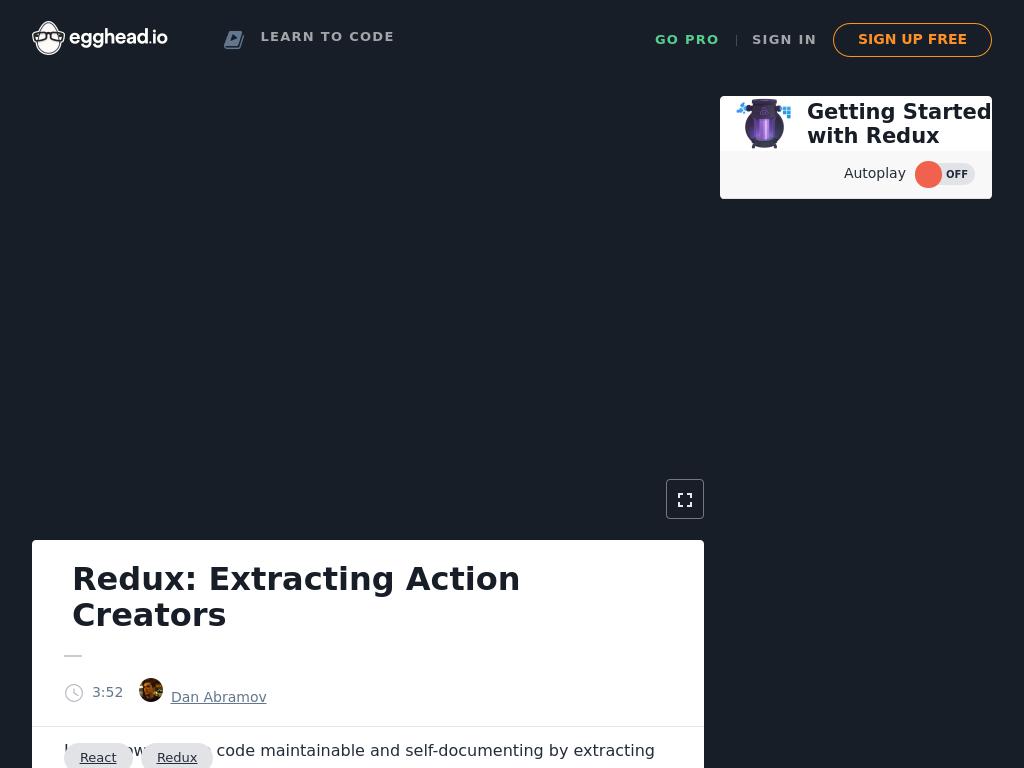 egghead.io
LEARN TO CODE
GO PRO
SIGN IN
SIGN UP FREE
Getting Started
with Redux
Autoplay
OFF
Redux: Extracting Action
Creators
3:52
Dan Abramov
code maintainable and self-documenting by extracting
React
Redux